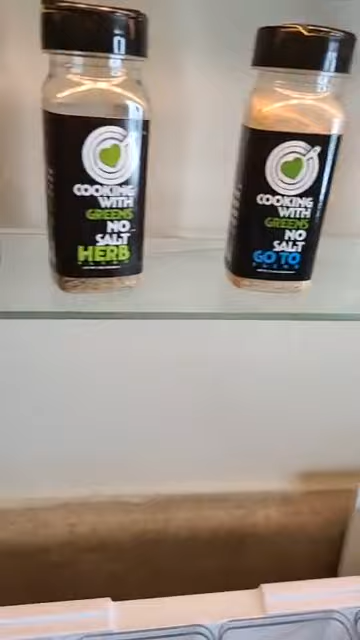 COOKING
WITH
GREENS
NO
SALT
HERB
COOKING
WITH
GREENS
NO
SALT
GO TO